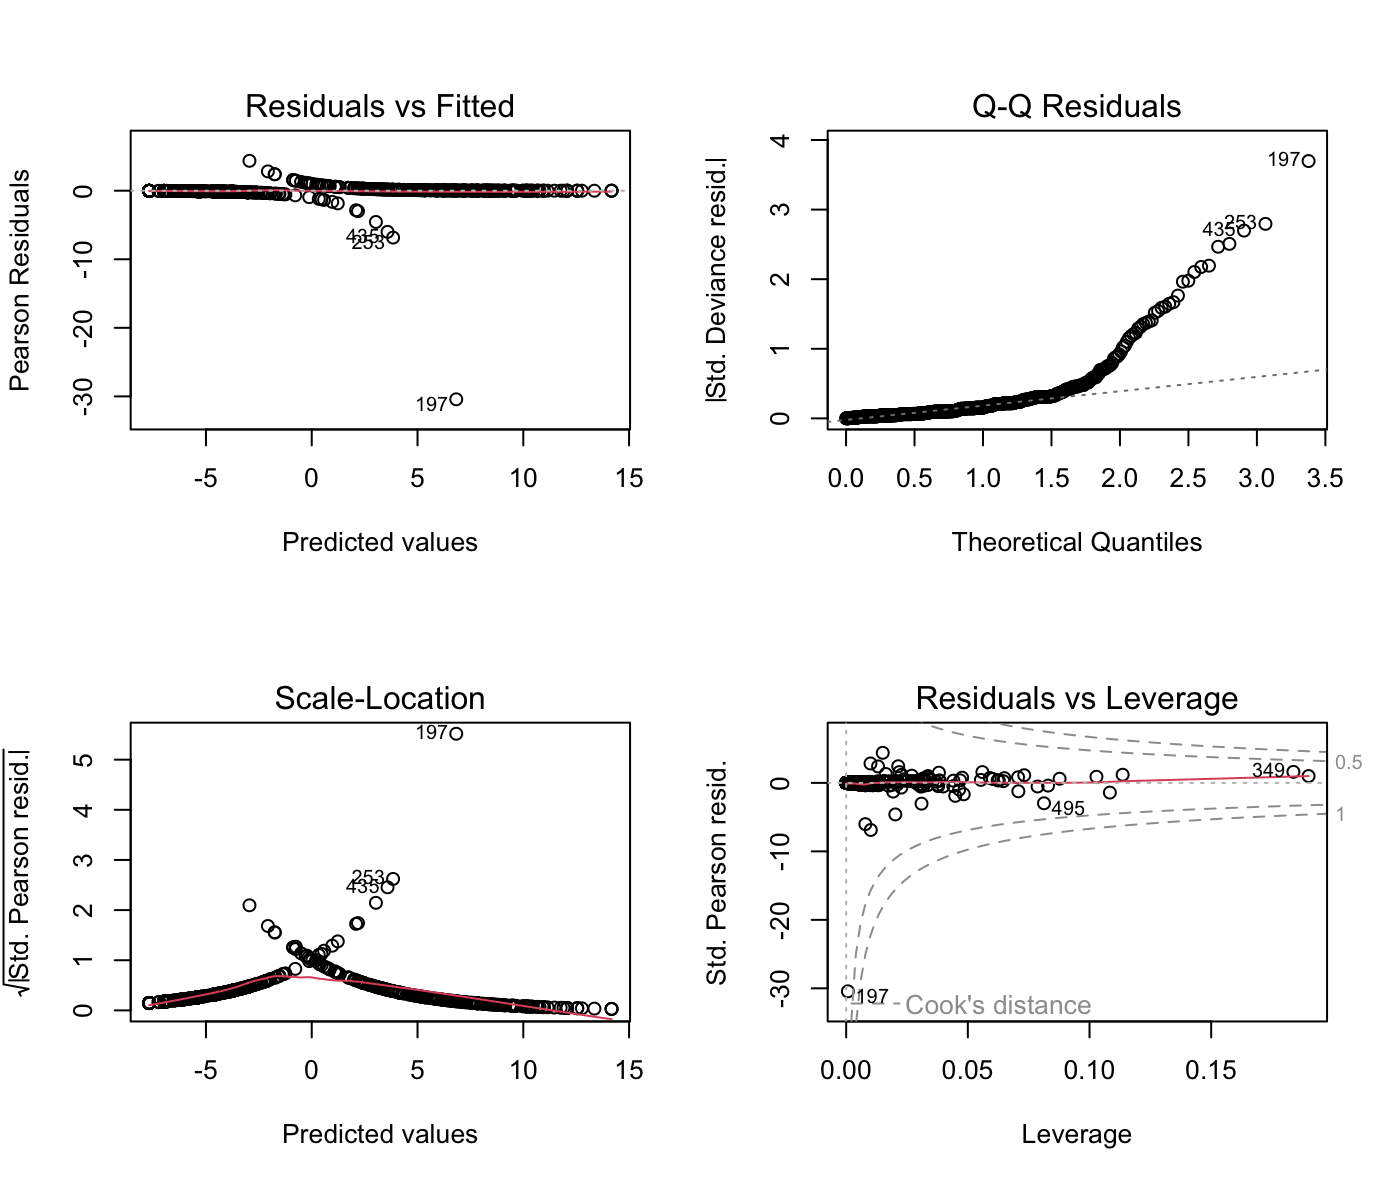 Residuals vs Fitted
Pearson Residuals
0
-10
-20
-30
435
253
197
-5 0 5 10 15
Predicted values
Q-Q Residuals
|Std. Deviance resid.|
4
3
2
1
0
197
253
435
0.0 0.5 1.0 1.5 2.0 2.5 3.0 3.5
Theoretical Quantiles
Scale-Location
√|Std. Pearson resid.|
5
4
3
2
1
0
197
253
435
-5 0 5 10 15
Predicted values
Residuals vs Leverage
Std. Pearson resid.
0
-10
-20
-30
349
495
197
0.5
1
Cook's distance
0.00 0.05 0.10 0.15
Leverage